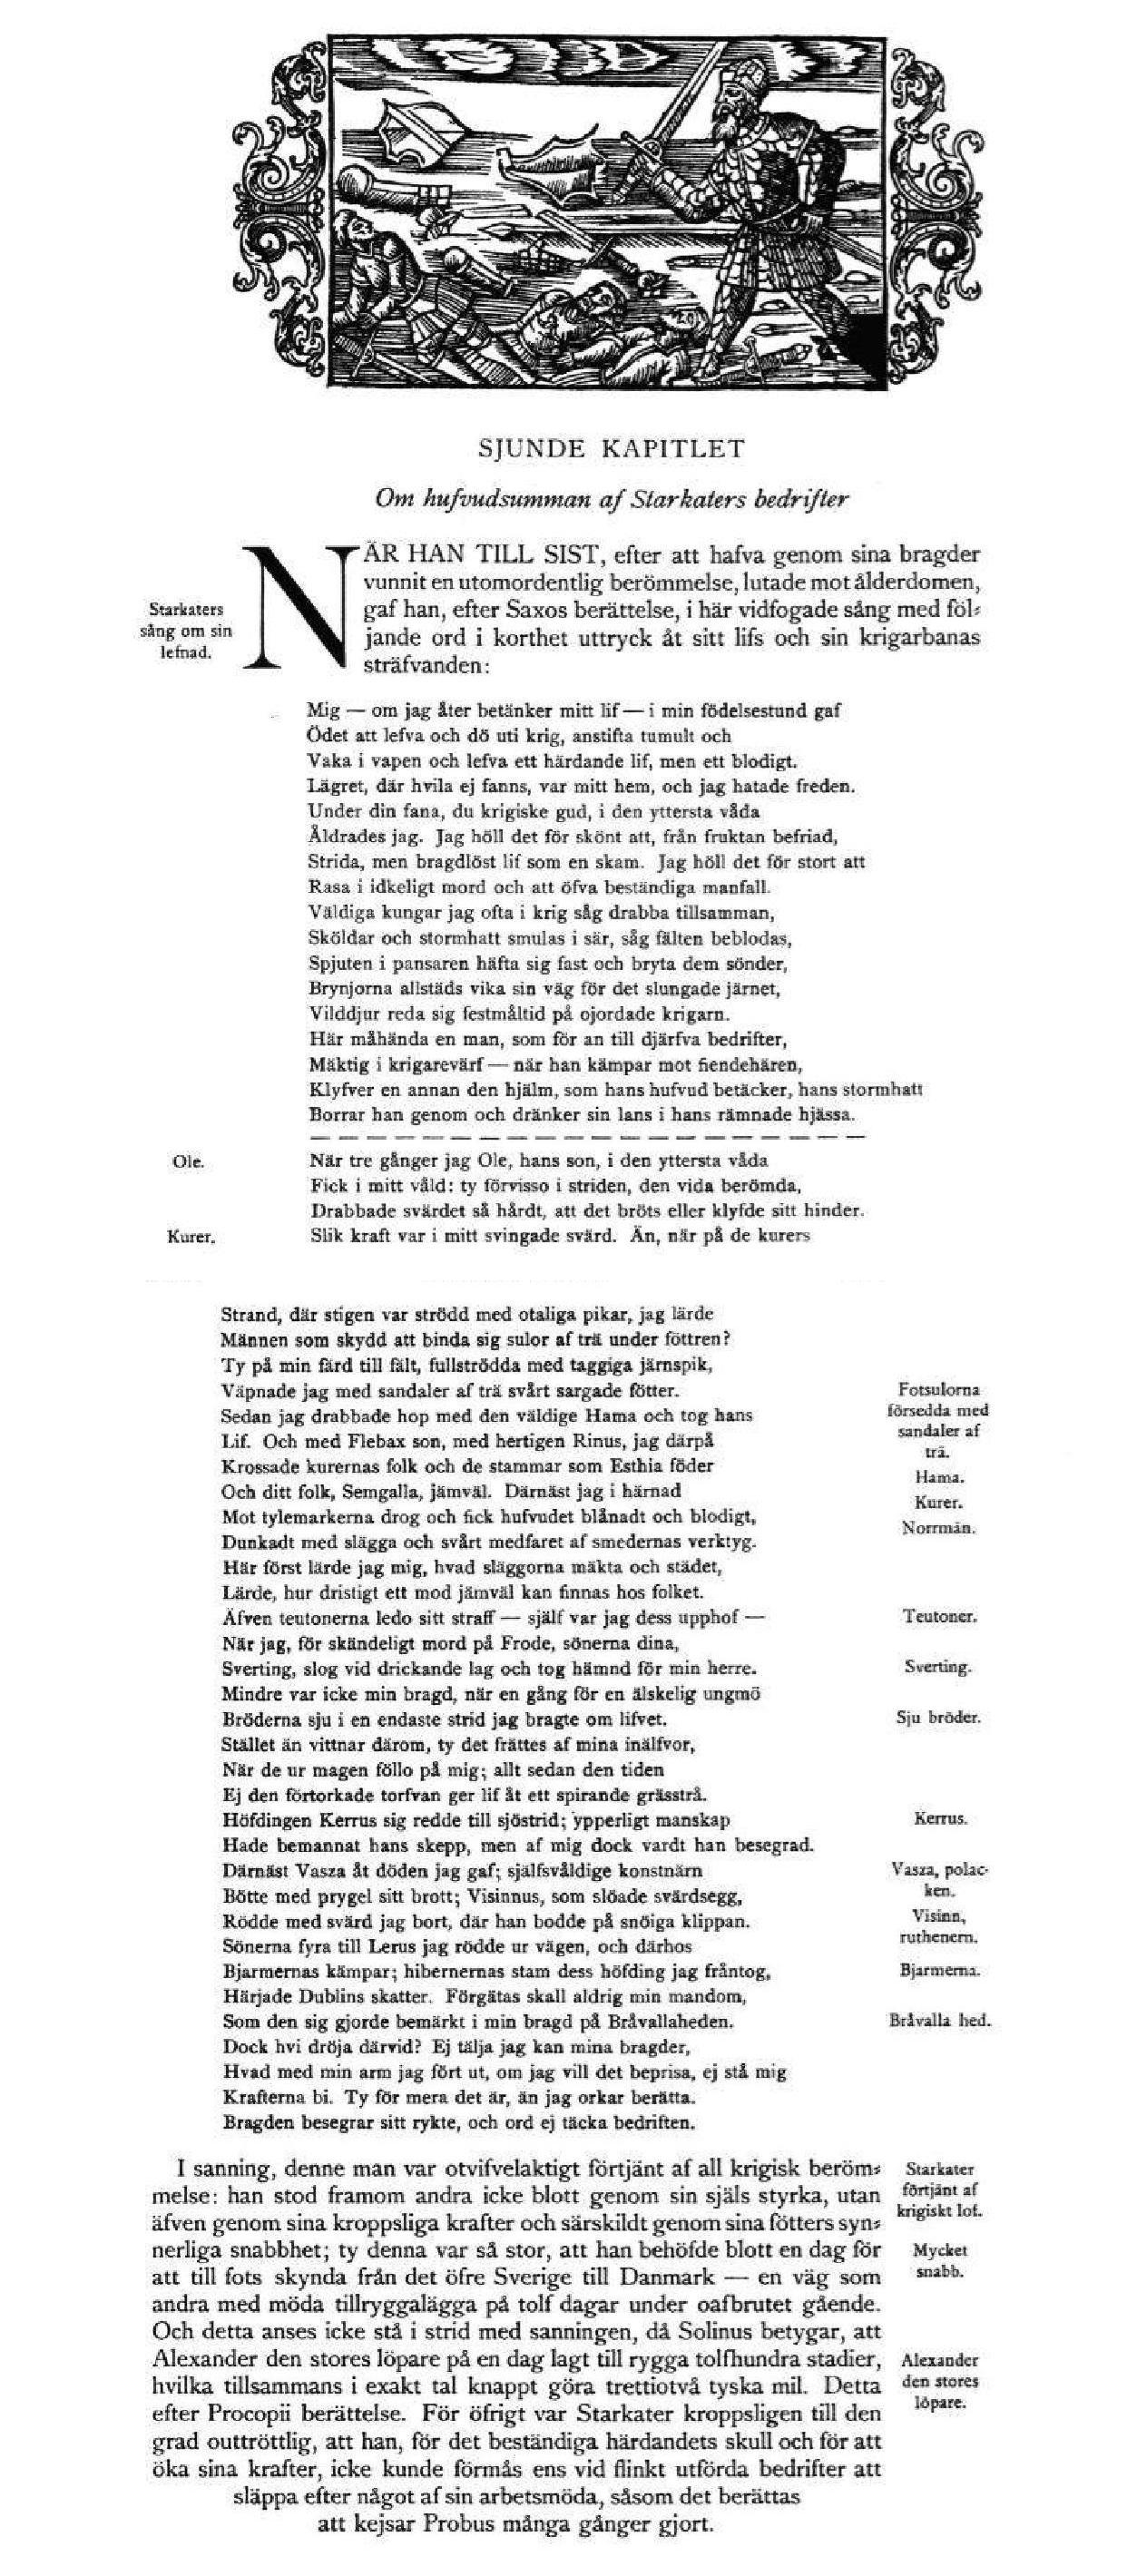 SJUNDE KAPITLET
Om hufvudsumman af Starkaters bedrifter
NÄR HAN TILL SIST, efter att hafva genom sina bragder
vunnit en utomordentlig berömmelse, lutade mot ålderdomen,
gaf han, efter Saxos berättelse, i här vidfogade sång med föl-
jande ord i korthet uttryck åt sitt lifs och sin krigarbanas
sträfvanden:
Starkaters
sång om sin
lefnad.
Mig — om jag åter betänker mitt lif — i min födelsestund gaf
Ödet att lefva och dö uti krig, anstifta tumult och
Vaka i vapen och lefva ett härdande lif, men ett blodigt.
Lägret, där hvila ej fanns, var mitt hem, och jag hatade freden.
Under din fana, du krigiske gud, i den yttersta våda
Åldrades jag. Jag höll det för skönt att, från fruktan befriad,
Strida, men bragdlöst lif som en skam. Jag höll det för stort att
Rasa i idkeligt mord och att öfva beständiga manfall.
Väldiga kungar jag ofta i krig såg drabba tillsamman,
Sköldar och stormhatt smulas i sär, såg fälten beblodas,
Spjuten i pansaren häfta sig fast och bryta dem sönder,
Brynjorna allstäds vika sin väg för det slungade järnet,
Vilddjur reda sig festmåltid på ojordade krigarn.
Här måhända en man, som för an till djärfva bedrifter,
Mäktig i krigarevärf — när han kämpar mot fiendehären,
Klyfver en annan den hjälm, som hans hufvud betäcker, hans stormhatt
Borrar han genom och dränker sin lans i hans rämnade hjässa.
— — — — — — — — — — — — — — — — — — — —
Ole. När tre gånger jag Ole, hans son, i den yttersta våda
Fick i mitt våld: ty förvisso i striden, den vida berömda,
Drabbade svärdet så hårdt, att det bröts eller klyfde sitt hinder.
Kurer. Slik kraft var i mitt svingade svärd. Än, när på de kurers
Strand, där stigen var strödd med otaliga pikar, jag lärde
Männen som skydd att binda sig sulor af trä under föttren?
Ty på min färd till fält, fullströdda med taggiga järnspik,
Väpnade jag med sandaler af trä svårt sargade fötter. Fotsulorna
försedda med
sandaler af
trä.
Sedan jag drabbade hop med den väldige Hama och tog hans
Lif. Och med Flebax son, med hertigen Rinus, jag därpå
Krossade kurernas folk och de stammar som Esthia föder Hama.
Och ditt folk, Semgalla, jämväl. Därnäst jag i härnad Kurer.
Mot tylemarkerna drog och fick hufvudet blånadt och blodigt, Norrmän.
Dunkadt med slägga och svårt medfaret af smedernas verktyg.
Här först lärde jag mig, hvad släggorna mäkta och städet,
Lärde, hur dristigt ett mod jämväl kan finnas hos folket.
Äfven teutonerna ledo sitt straff — själf var jag dess upphof — Teutoner.
När jag, för skändeligt mord på Frode, sönerna dina,
Sverting, slog vid drickande lag och tog hämnd för min herre. Sverting.
Mindre var icke min bragd, när en gång för en älskelig ungmö
Bröderna sju i en endaste strid jag bragte om lifvet. Sju bröder.
Stället än vittnar därom, ty det frättes af mina inälfvor,
När de ur magen föllo på mig; allt sedan den tiden
Ej den förtorkade torfvan ger lif åt ett spirande grässtrå.
Höfdingen Kerrus sig redde till sjöstrid; ypperligt manskap Kerrus.
Hade bemannat hans skepp, men af mig dock vardt han besegrad.
Därnäst Vasza åt döden jag gaf; själfsvåldige konstnärn Vasza, polac-
ken.
Bötte med prygel sitt brott; Visinnus, som slöade svärdsegg,
Rödde med svärd jag bort, där han bodde på snöiga klippan. Visinn,
ruthenern.
Sönerna fyra till Lerus jag rödde ur vägen, och därhos
Bjarmernas kämpar; hibernernas stam dess höfding jag fråntog, Bjarmerna.
Härjade Dublins skatter. Förgätas skall aldrig min mandom,
Som den sig gjorde bemärkt i min bragd på Bråvallaheden. Bråvalla hed.
Dock hvi dröja därvid? Ej tälja jag kan mina bragder,
Hvad med min arm jag fört ut, om jag vill det beprisa, ej stå mig
Krafterna bi. Ty för mera det är, än jag orkar berätta.
Bragden besegrar sitt rykte, och ord ej täcka bedriften.
I sanning, denne man var otvifvelaktigt förtjänt af all krigisk beröm-
melse: han stod framom andra icke blott genom sin själs styrka, utan
äfven genom sina kroppsliga krafter och särskildt genom sina fötters syn-
nerliga snabbhet; ty denna var så stor, att han behöfde blott en dag för
att till fots skynda från det öfre Sverige till Danmark — en väg som
andra med möda tillryggalägga på tolf dagar under oafbrutet gående.
Och detta anses icke stå i strid med sanningen, då Solinus betygar, att
Alexander den stores löpare på en dag lagt till rygga tolfhundra stadier,
hvilka tillsammans i exakt tal knappt göra trettiotvå tyska mil. Detta
efter Procopii berättelse. För öfrigt var Starkater kroppsligen till den
grad outtröttlig, att han, för det beständiga härdandets skull och för att
öka sina krafter, icke kunde förmås ens vid flinkt utförda bedrifter att
släppa efter något af sin arbetsmöda, såsom det berättas
att kejsar Probus många gånger gjort.
Starkater
förtjänt af
krigiskt lof.
Mycket
snabb.
Alexander
den stores
löpare.